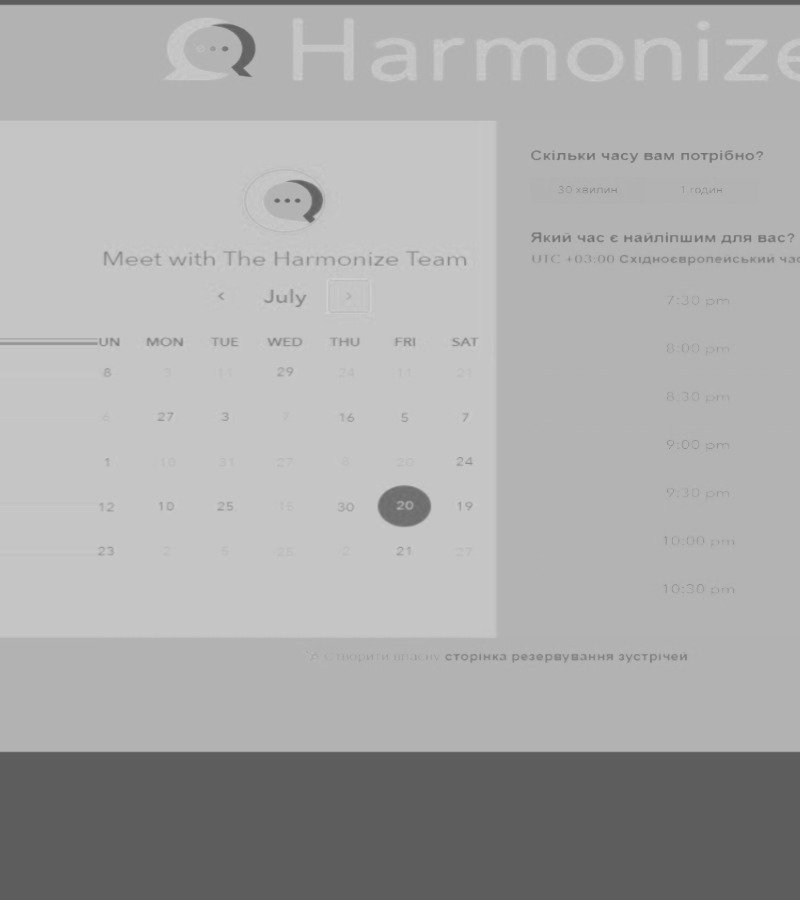 Harmonize
Скільки часу вам потрібно?
30 хвилин 1 годин
Meet with The Harmonize Team
Який час є найліпшим для вас?
UTC +03:00 Східноєвропейський час
‹ July ›
7:30 pm
UN MON TUE WED THU FRI SAT
8:00 pm
8 3 11 29 24 11 21
8:30 pm
6 27 3 7 16 5 7
9:00 pm
1 10 31 27 8 20 24
9:30 pm
12 10 25 15 30 20 19
10:00 pm
23 2 5 25 2 21 27
10:30 pm
Створити власну сторінка резервування зустрічей